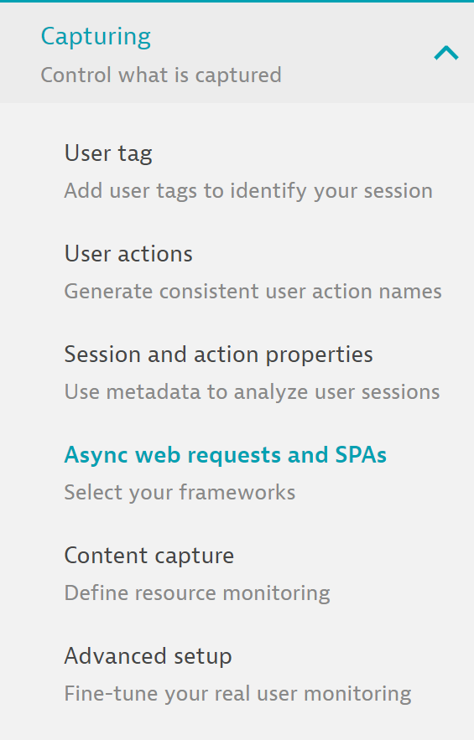 Capturing
Control what is captured
User tag
Add user tags to identify your session
User actions
Generate consistent user action names
Session and action properties
Use metadata to analyze user sessions
Async web requests and SPAs
Select your frameworks
Content capture
Define resource monitoring
Advanced setup
Fine-tune your real user monitoring